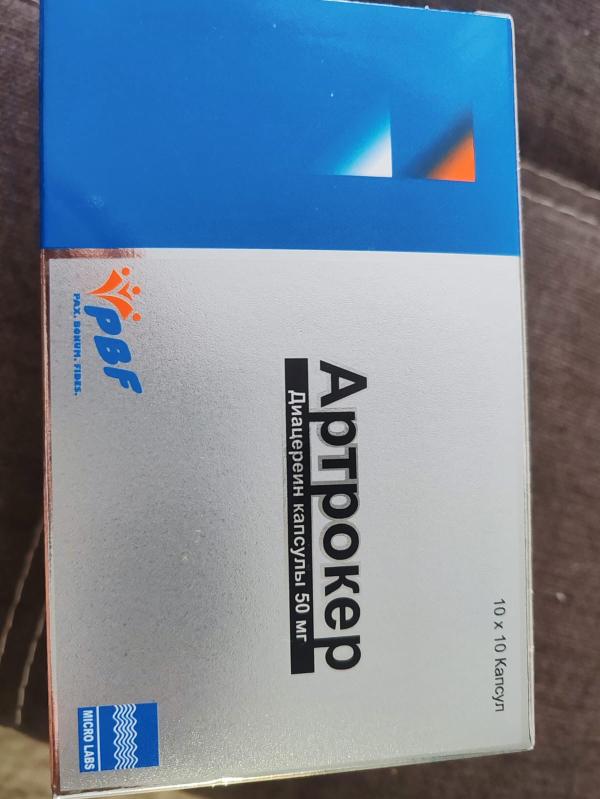 Артрокер
Диацереин капсулы 50 мг
10 x 10 Капсул
PBF
PAX. BONUM. FIDES.
MICRO LABS